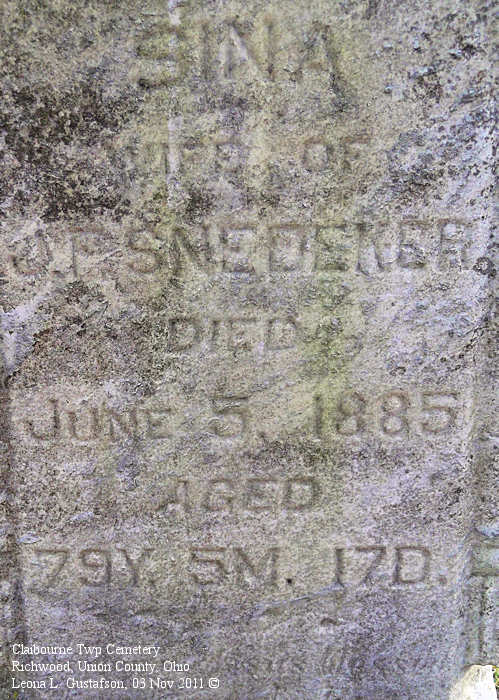 SINA
WIFE OF
J. P. SNEDEKER
DIED
JUNE 5, 1885
AGED
79Y. 5M. 17D.
Claibourne Twp Cemetery
Richwood, Union County, Ohio
Leona L. Gustafson, 03 Nov 2011 ©